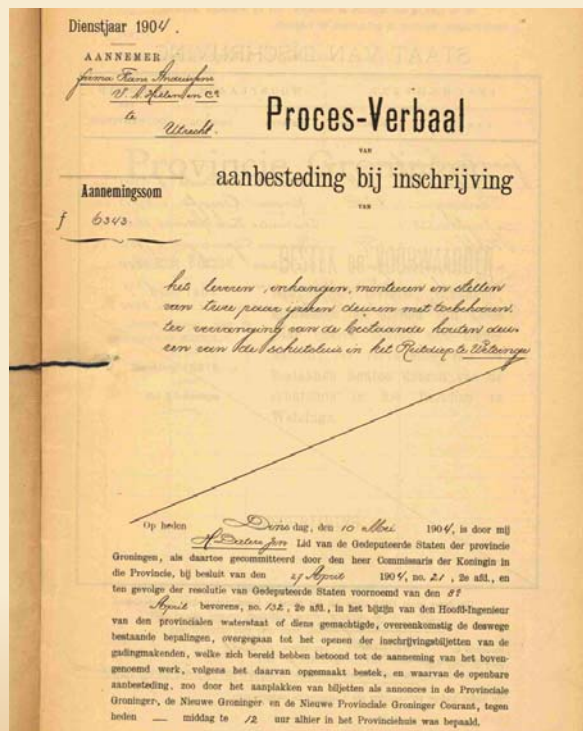 Dienstjaar 1904.
AANNEMER
firma Frans
V. A.
te
Utrecht.
Aannemingssom
f 6343.
Proces-Verbaal
VAN
aanbesteding bij inschrijving
VAN
het leveren, inhangen, monteeren en stellen
van twee paar ijzeren deuren met toebehooren
ter vervanging van de bestaande houten deu-
ren van de schutsluis in het Reitdiep te Wetsinge
Op heden Dinsdag, den 10 Mei 1904, is door mij
Lid van de Gedeputeerde Staten der provincie
Groningen, als daartoe gecommitteerd door den heer Commissaris der Koningin in
die Provincie, bij besluit van den 27 April 1904, no. 21, 2e afd., en
ten gevolge der resolutie van Gedeputeerde Staten voornoemd van den 8e
April bevorens, no. 132, 2e afd., in het bijzijn van den Hoofd-Ingenieur
van den provincialen waterstaat of diens gemachtigde, overeenkomstig de deswege
bestaande bepalingen, overgegaan tot het openen der inschrijvingsbiljetten van de
gadingmakenden, welke zich bereid hebben betoond tot de aanneming van het boven-
genoemd werk, volgens het daarvan opgemaakt bestek, en waarvan de openbare
aanbesteding, zoo door het aanplakken van biljetten als annonces in de Provinciale
Groninger-, de Nieuwe Groninger- en de Nieuwe Provinciale Groninger Courant, tegen
heden — middag te 12 uur alhier in het Provinciehuis was bepaald.